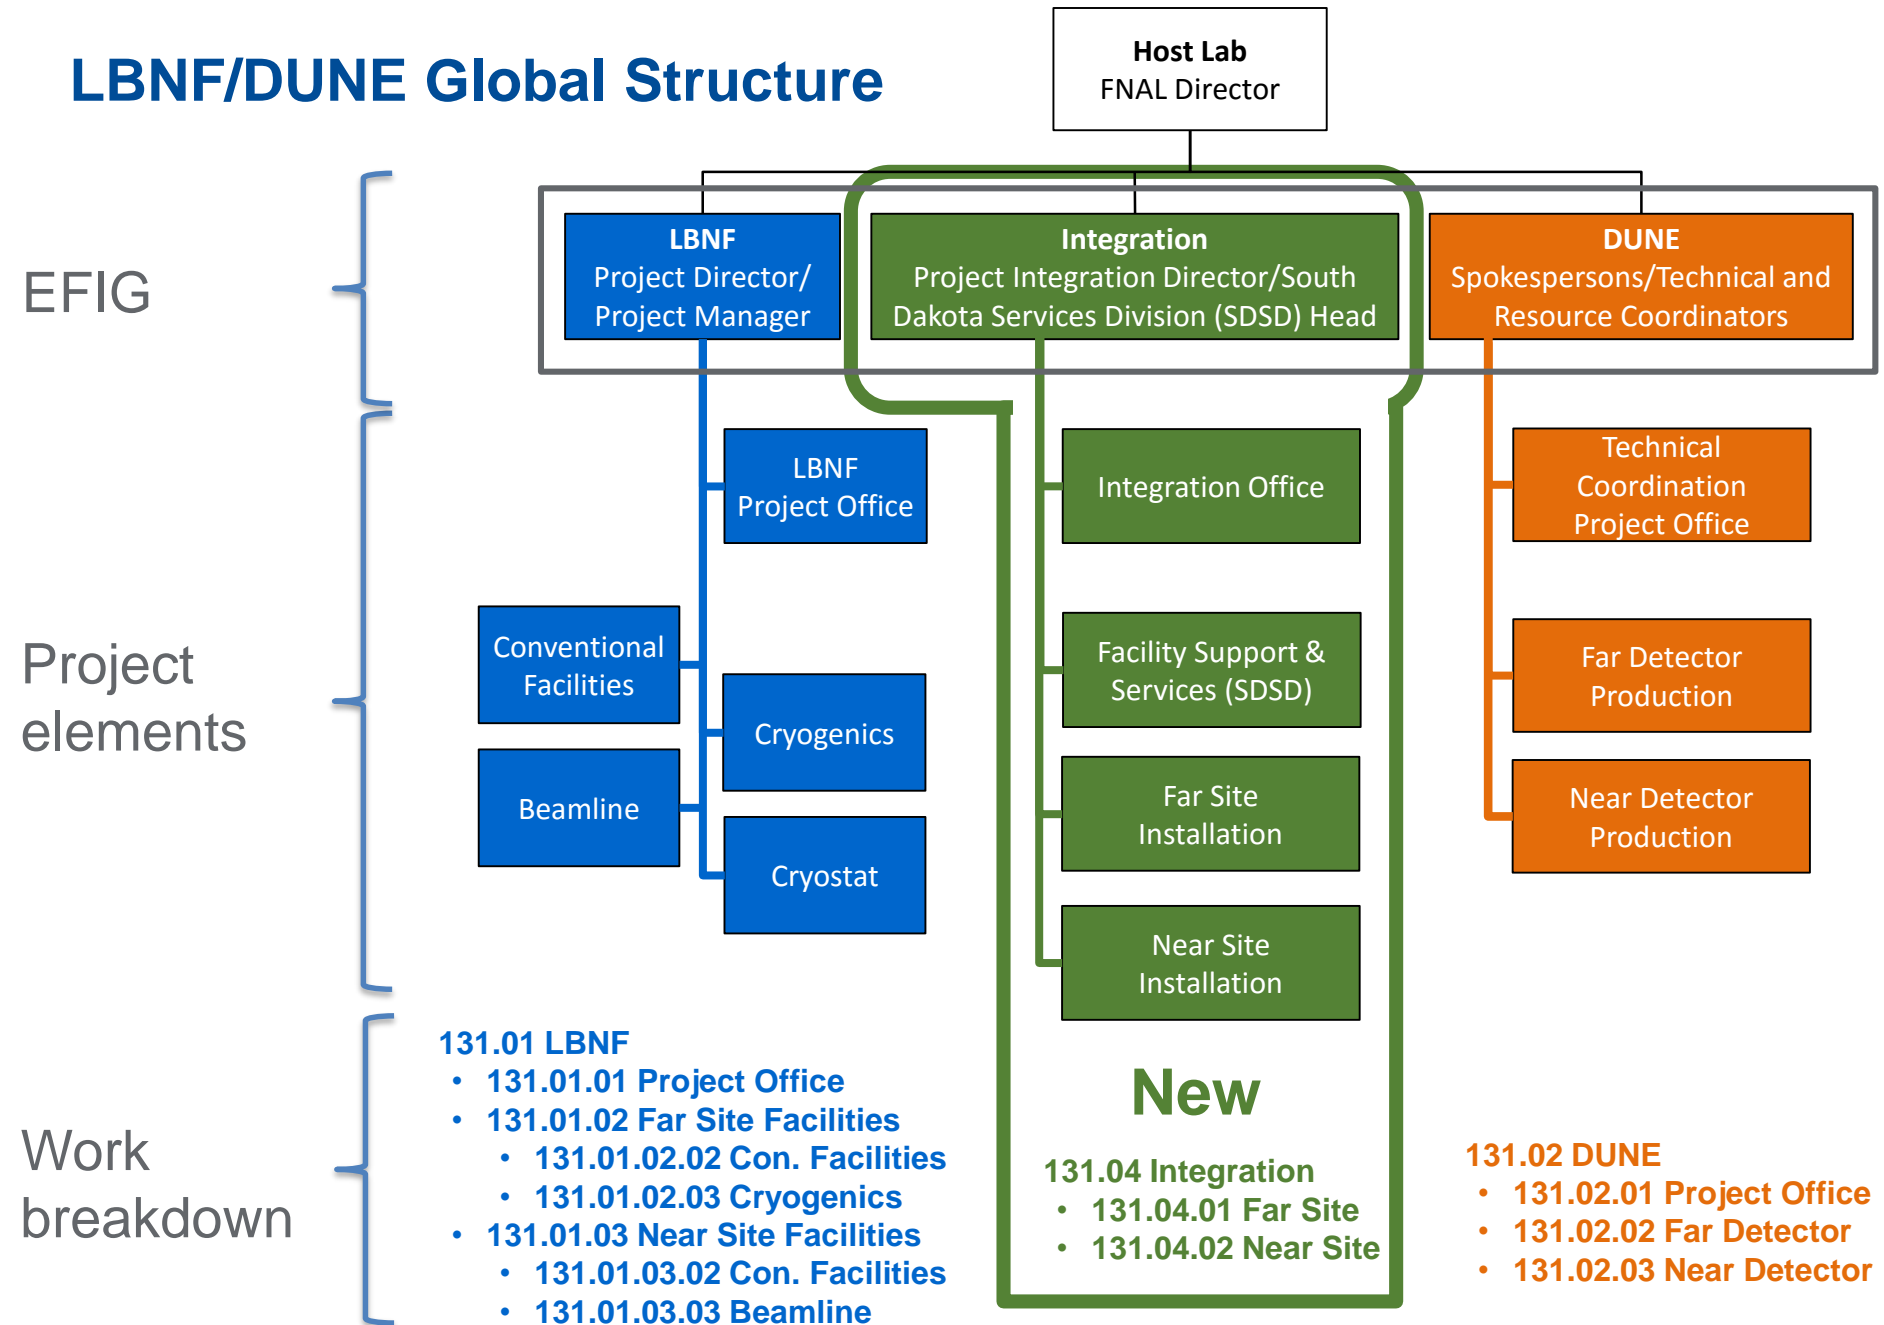 LBNF/DUNE Global Structure
Host Lab
FNAL Director
EFIG
LBNF
Project Director/
Project Manager
Integration
Project Integration Director/South
Dakota Services Division (SDSD) Head
DUNE
Spokespersons/Technical and
Resource Coordinators
Project
elements
LBNF
Project Office
Conventional
Facilities
Cryogenics
Beamline
Cryostat
Integration Office
Facility Support &
Services (SDSD)
Far Site
Installation
Near Site
Installation
Technical
Coordination
Project Office
Far Detector
Production
Near Detector
Production
Work
breakdown
131.01 LBNF
• 131.01.01 Project Office
• 131.01.02 Far Site Facilities
• 131.01.02.02 Con. Facilities
• 131.01.02.03 Cryogenics
• 131.01.03 Near Site Facilities
• 131.01.03.02 Con. Facilities
• 131.01.03.03 Beamline
New
131.04 Integration
• 131.04.01 Far Site
• 131.04.02 Near Site
131.02 DUNE
• 131.02.01 Project Office
• 131.02.02 Far Detector
• 131.02.03 Near Detector